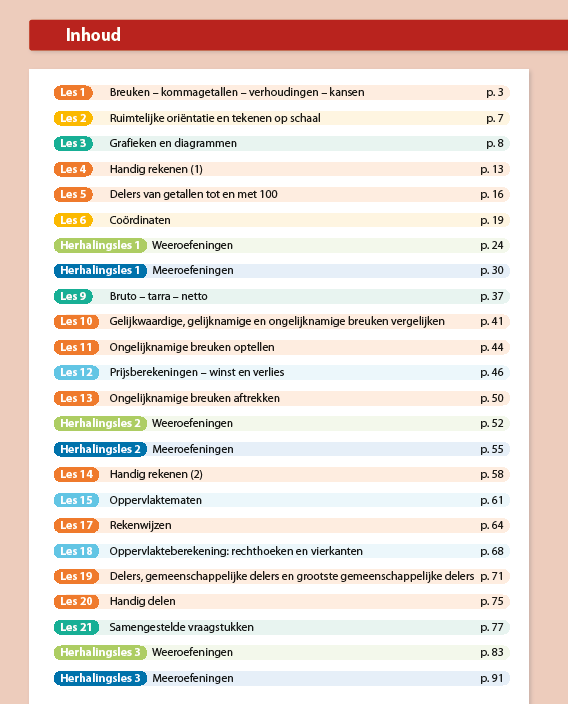 Inhoud
Les 1 Breuken – kommagetallen – verhoudingen – kansen p. 3
Les 2 Ruimtelijke oriëntatie en tekenen op schaal p. 7
Les 3 Grafieken en diagrammen p. 8
Les 4 Handig rekenen (1) p. 13
Les 5 Delers van getallen tot en met 100 p. 16
Les 6 Coördinaten p. 19
Herhalingsles 1 Weeroefeningen p. 24
Herhalingsles 1 Meeroefeningen p. 30
Les 9 Bruto – tarra – netto p. 37
Les 10 Gelijkwaardige, gelijknamige en ongelijknamige breuken vergelijken p. 41
Les 11 Ongelijknamige breuken optellen p. 44
Les 12 Prijsberekeningen – winst en verlies p. 46
Les 13 Ongelijknamige breuken aftrekken p. 50
Herhalingsles 2 Weeroefeningen p. 52
Herhalingsles 2 Meeroefeningen p. 55
Les 14 Handig rekenen (2) p. 58
Les 15 Oppervlaktematen p. 61
Les 17 Rekenwijzen p. 64
Les 18 Oppervlakteberekening: rechthoeken en vierkanten p. 68
Les 19 Delers, gemeenschappelijke delers en grootste gemeenschappelijke delers p. 71
Les 20 Handig delen p. 75
Les 21 Samengestelde vraagstukken p. 77
Herhalingsles 3 Weeroefeningen p. 83
Herhalingsles 3 Meeroefeningen p. 91